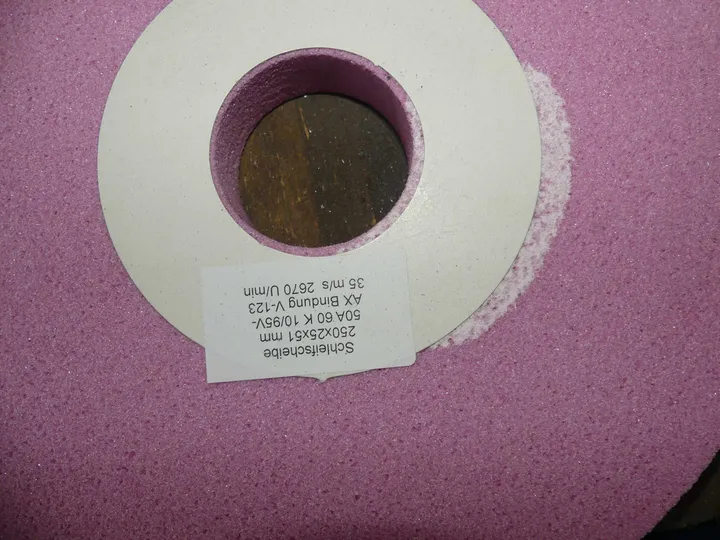 Schleifscheibe
250x25x51 mm
50A 60 K 10/95V-
AX Bindung V-123
35 m/s 2670 U/min